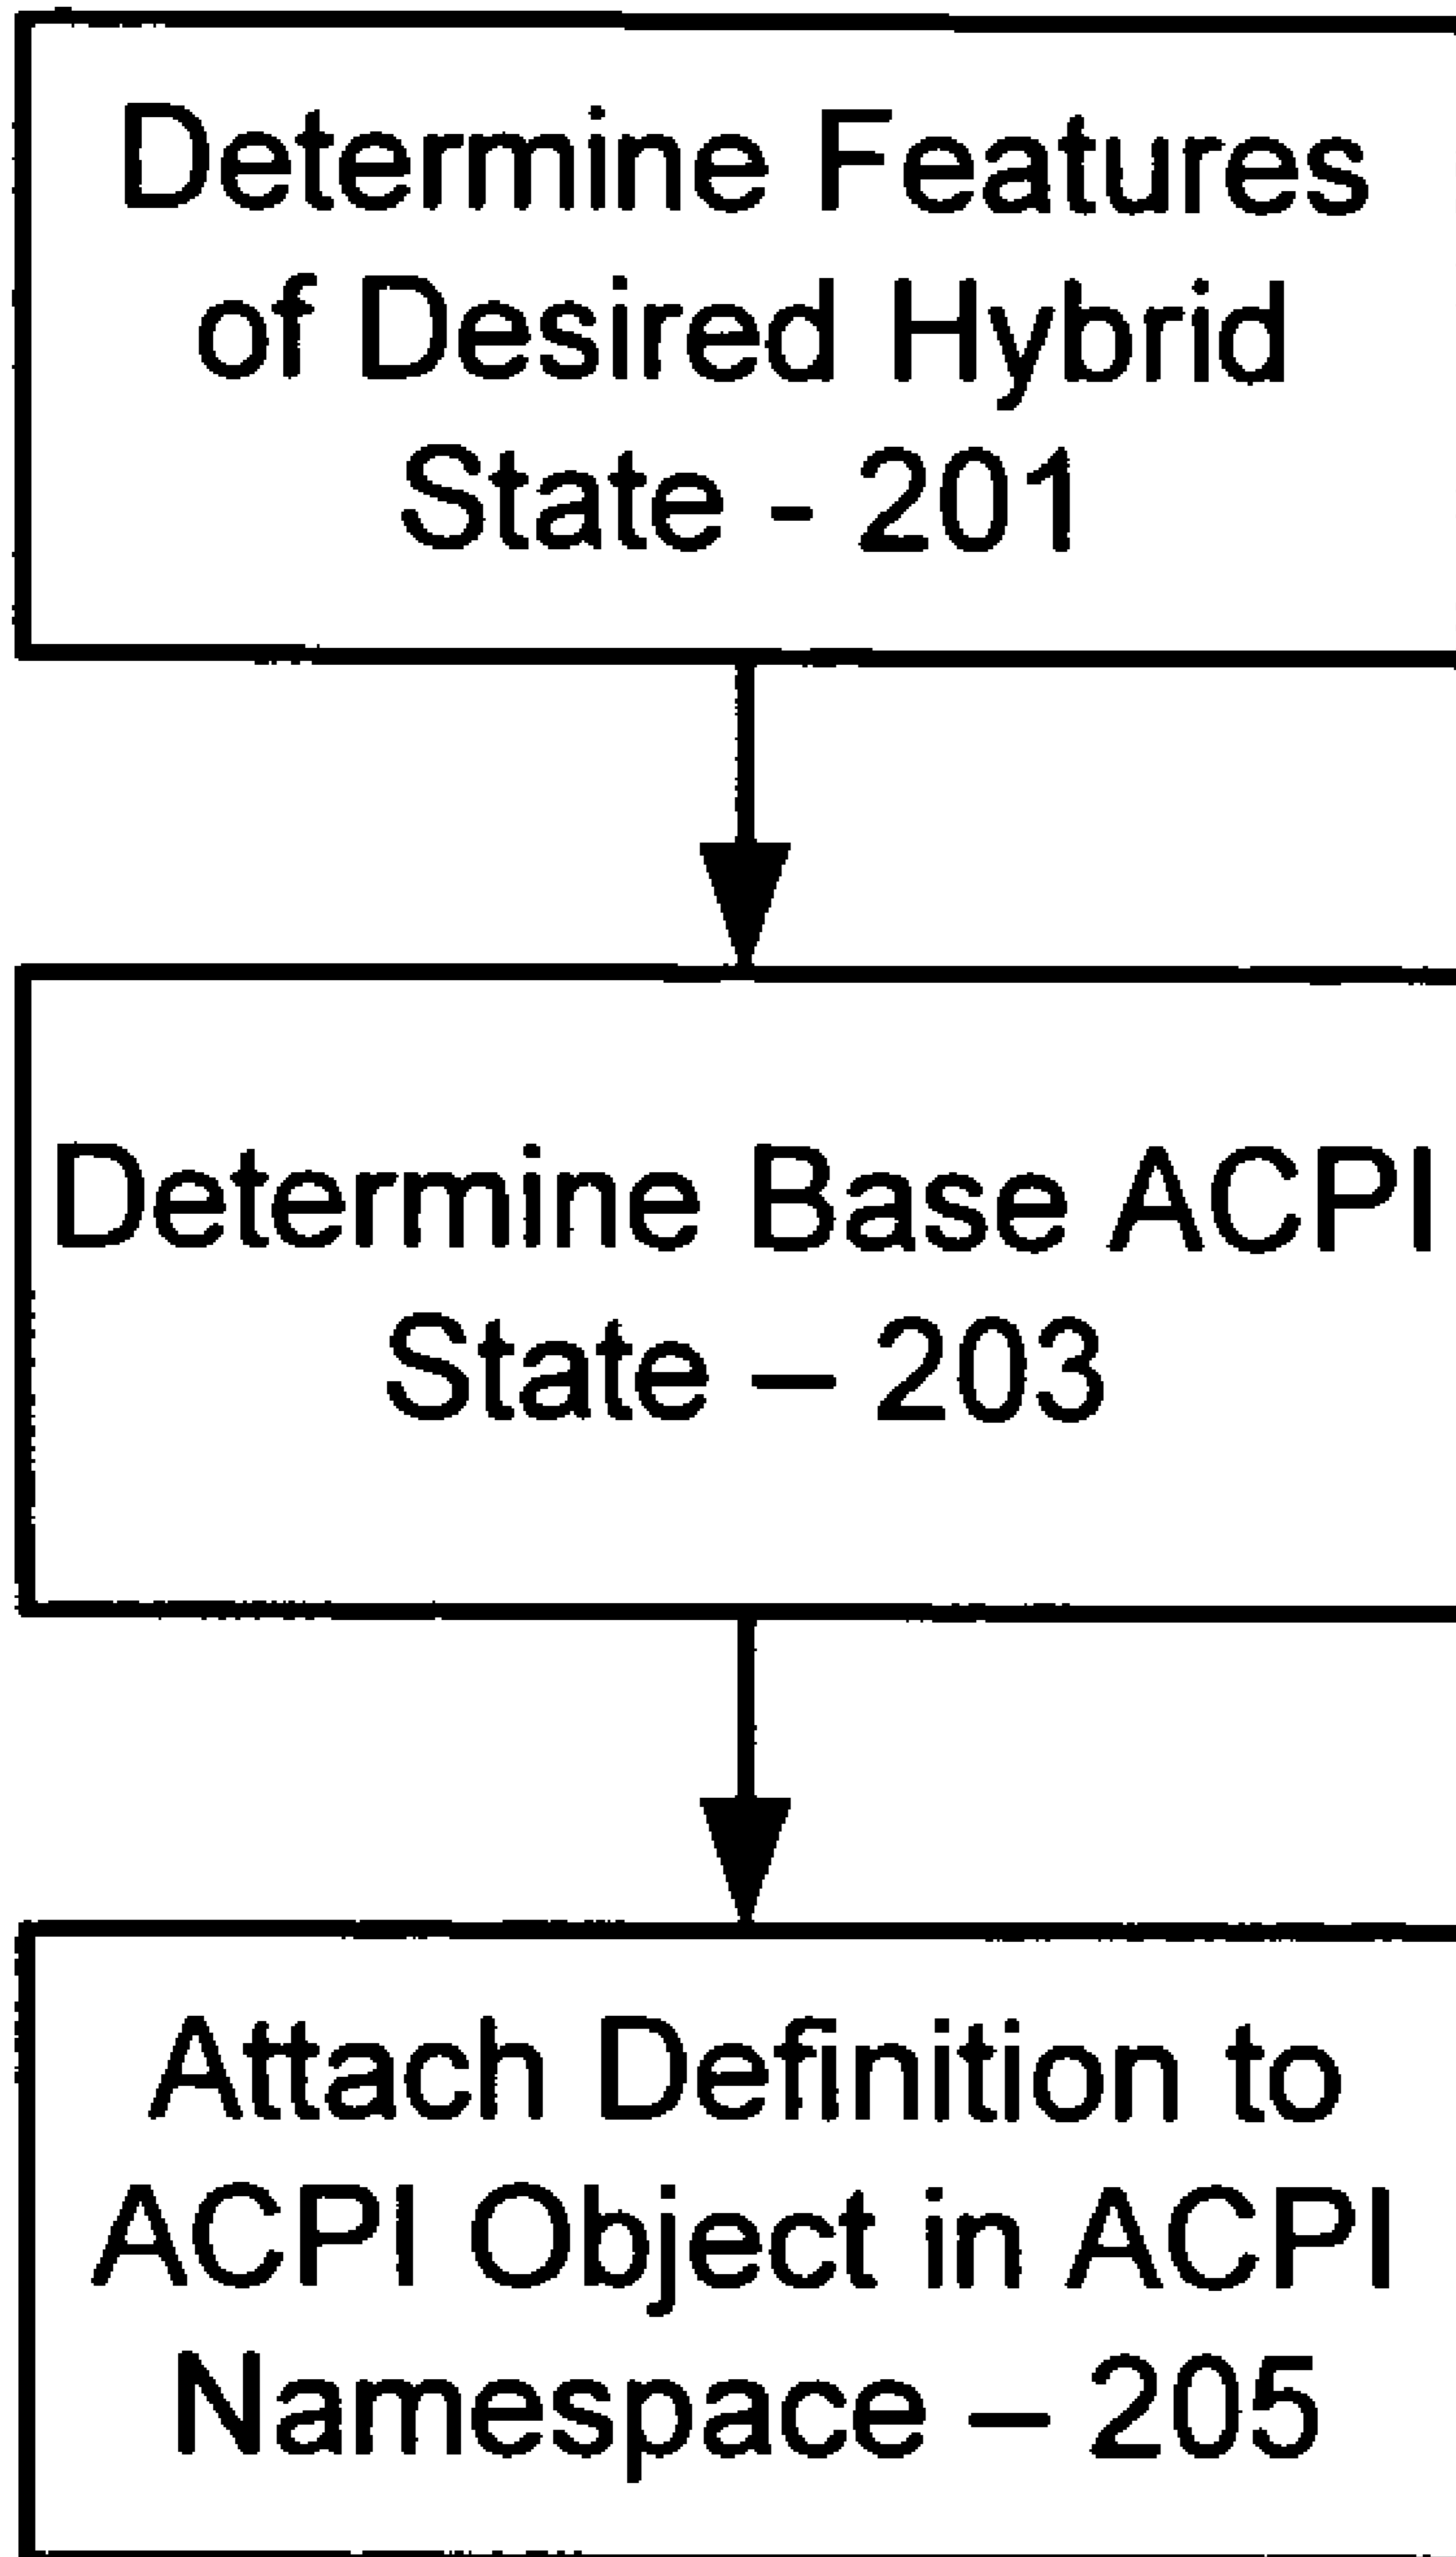 Determine Features
of Desired Hybrid
State - 201
Determine Base ACPI
State – 203
Attach Definition to
ACPI Object in ACPI
Namespace – 205